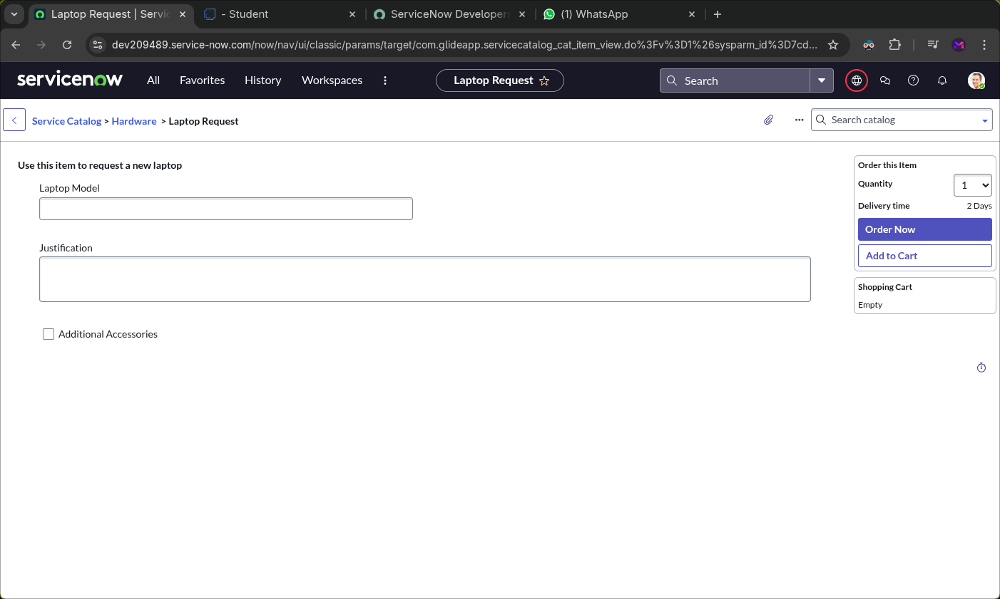 Laptop Request | Servic
- Student
ServiceNow Developers
(1) WhatsApp
dev209489.service-now.com/now/nav/ui/classic/params/target/com.glideapp.servicecatalog_cat_item_view.do%3Fv%3D1%26sysparm_id%3D7cd...
servicenow
All
Favorites
History
Workspaces
Laptop Request
Search
Service Catalog > Hardware > Laptop Request
Search catalog
Use this item to request a new laptop
Laptop Model
Justification
Additional Accessories
Order this Item
Quantity
1
Delivery time
2 Days
Order Now
Add to Cart
Shopping Cart
Empty